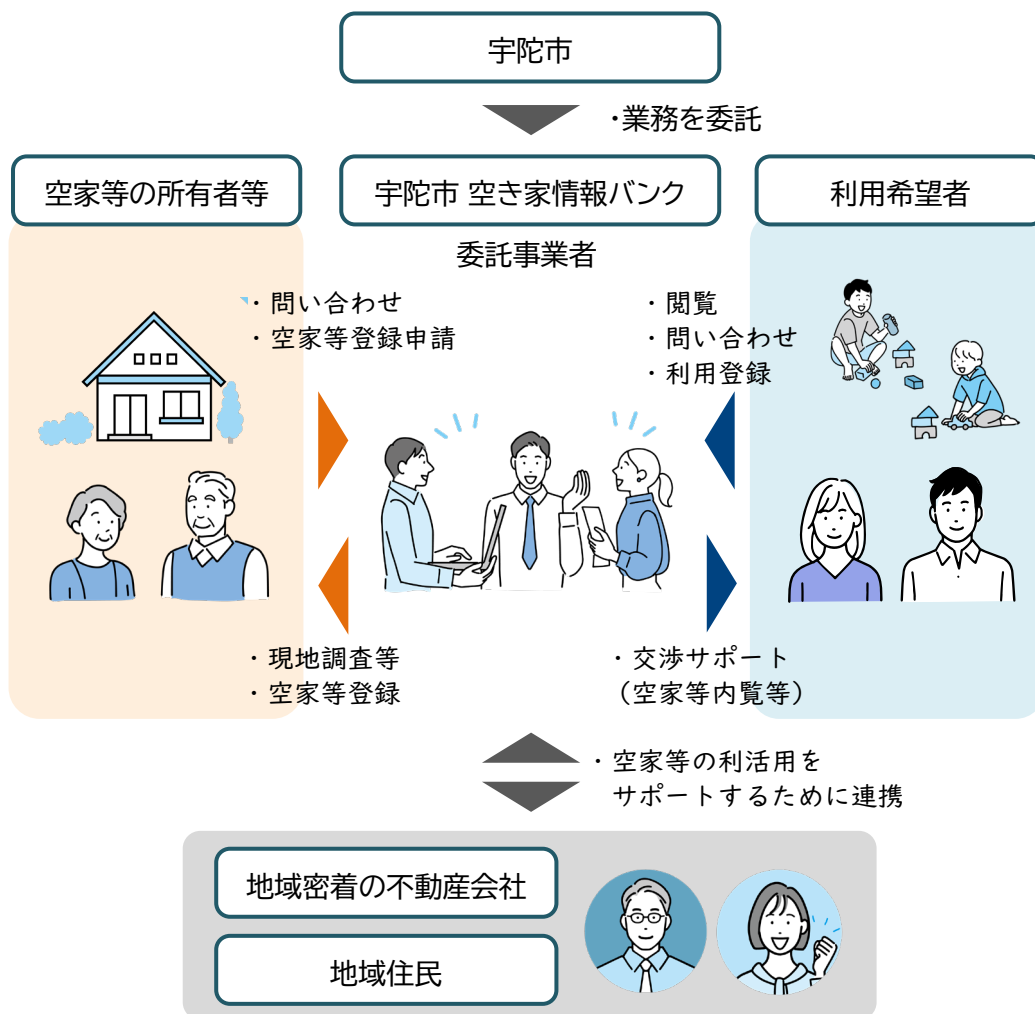 宇陀市
・業務を委託
空家等の所有者等
宇陀市 空き家情報バンク
利用希望者
委託事業者
・問い合わせ
・空家等登録申請
・閲覧
・問い合わせ
・利用登録
・現地調査等
・空家等登録
・交渉サポート
（空家等内覧等）
・空家等の利活用を
サポートするために連携
地域密着の不動産会社
地域住民